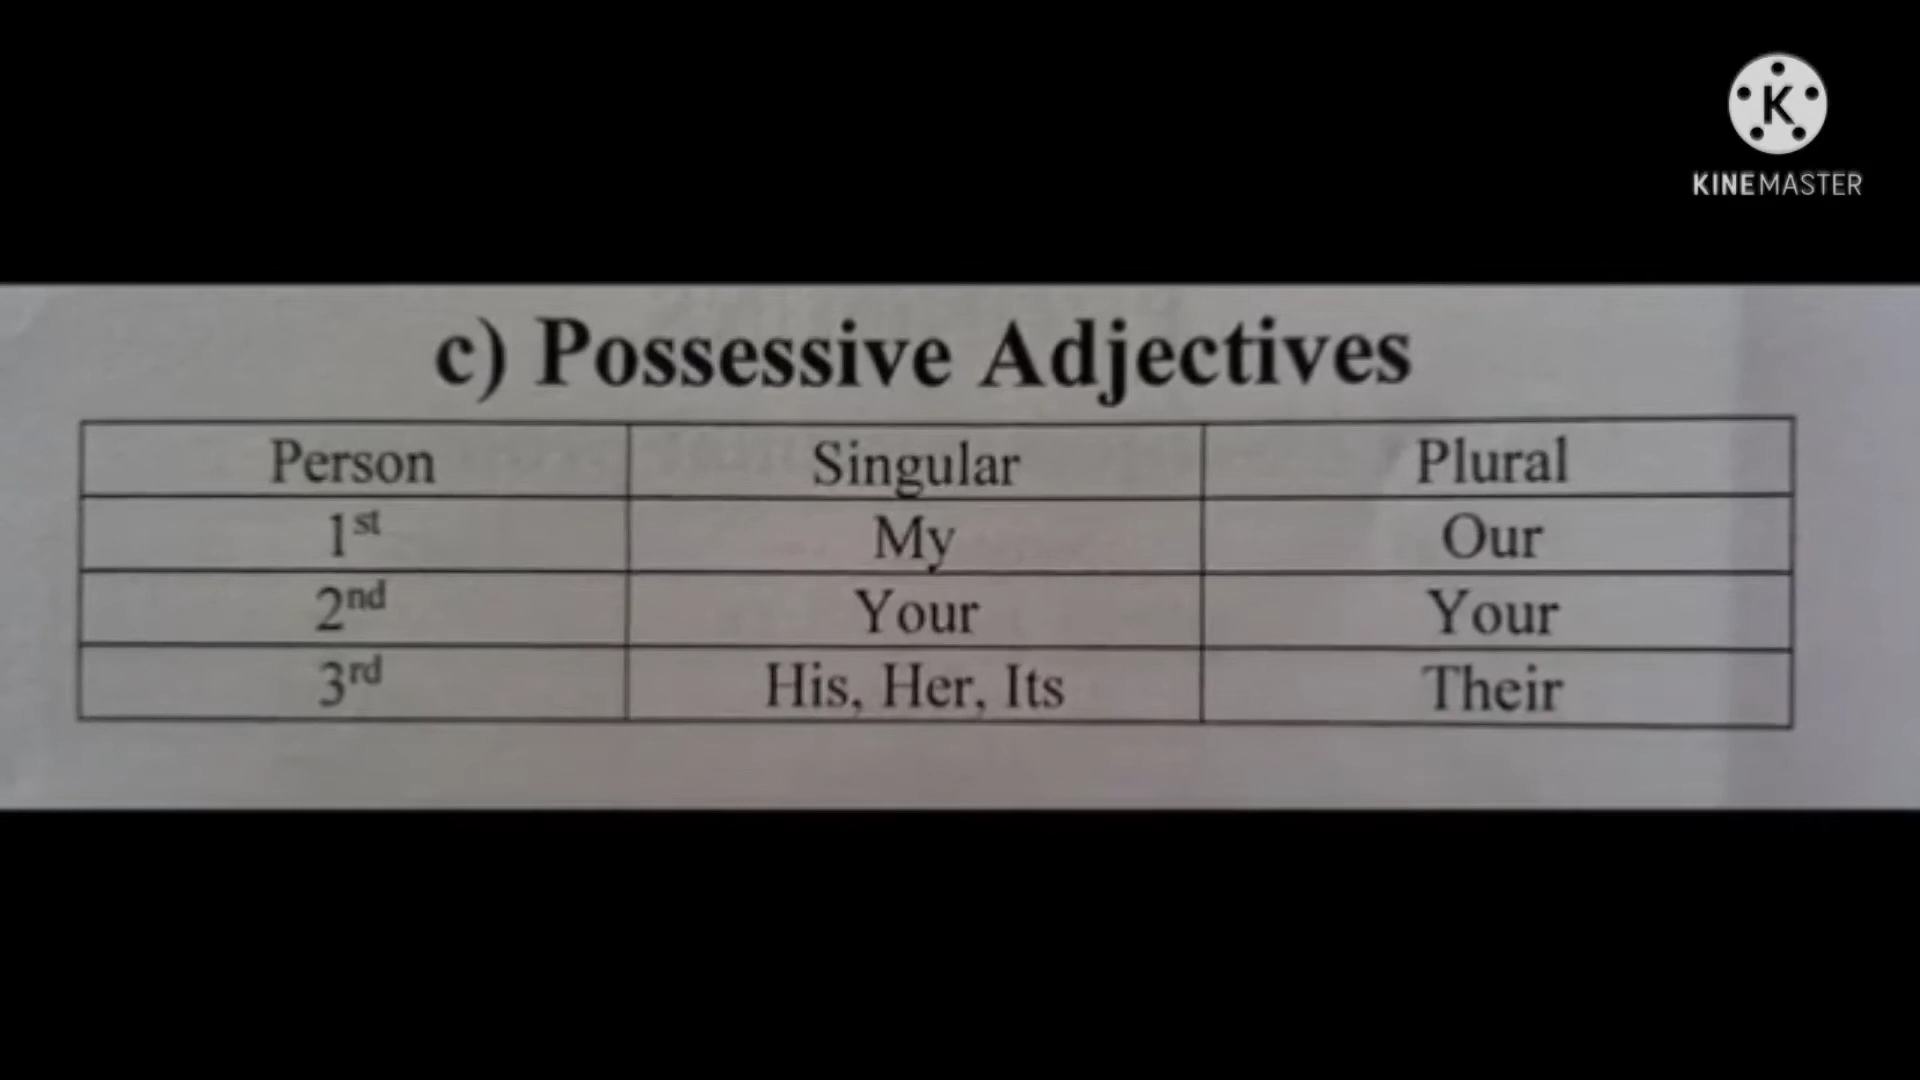 K
KINEMASTER
c) Possessive Adjectives
Person Singular Plural
1st My Our
2nd Your Your
3rd His, Her, Its Their